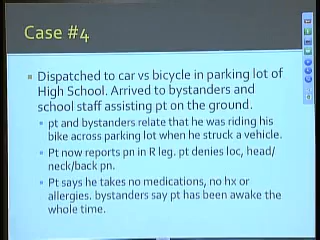 Case #4
Dispatched to car vs bicycle in parking lot of
High School. Arrived to bystanders and
school staff assisting pt on the ground.
pt and bystanders relate that he was riding his
bike across parking lot when he struck a vehicle.
Pt now reports pn in R leg. pt denies loc, head/
neck/back pn.
Pt says he takes no medications, no hx or
allergies. bystanders say pt has been awake the
whole time.